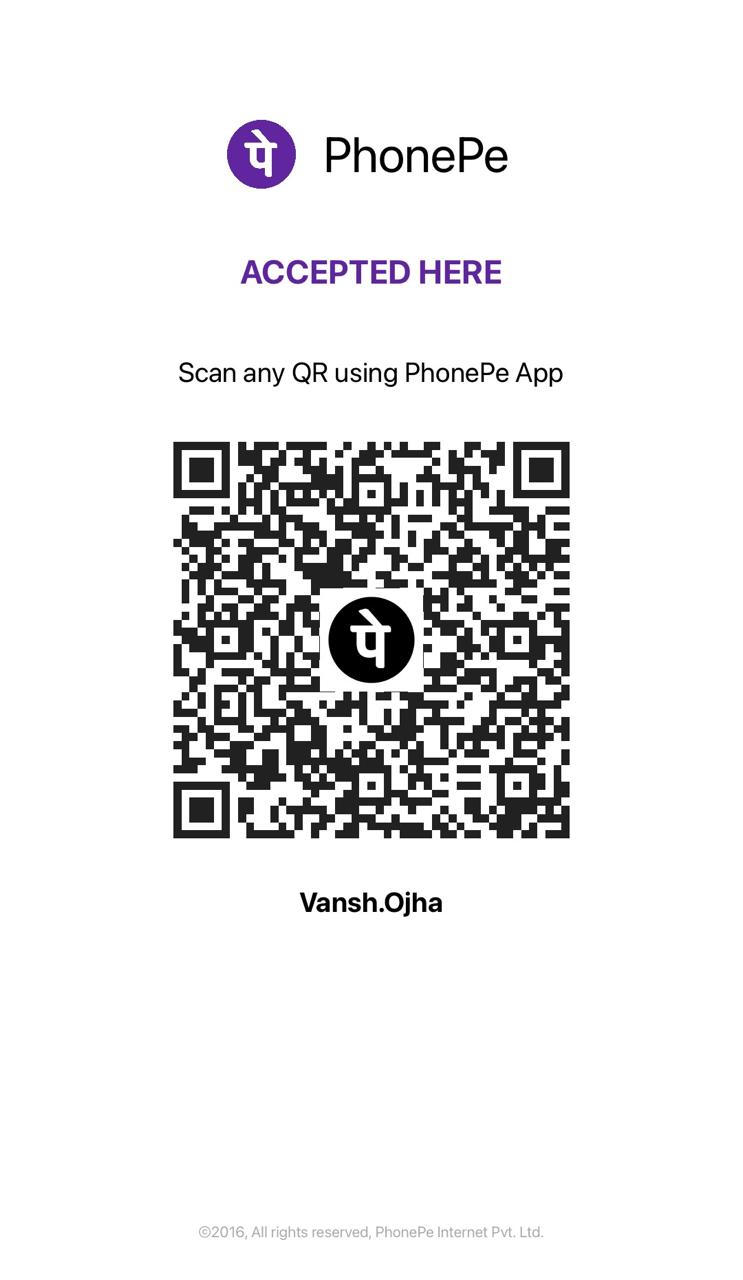 पे PhonePe
ACCEPTED HERE
Scan any QR using PhonePe App
पे
Vansh.Ojha
©2016, All rights reserved, PhonePe Internet Pvt. Ltd.